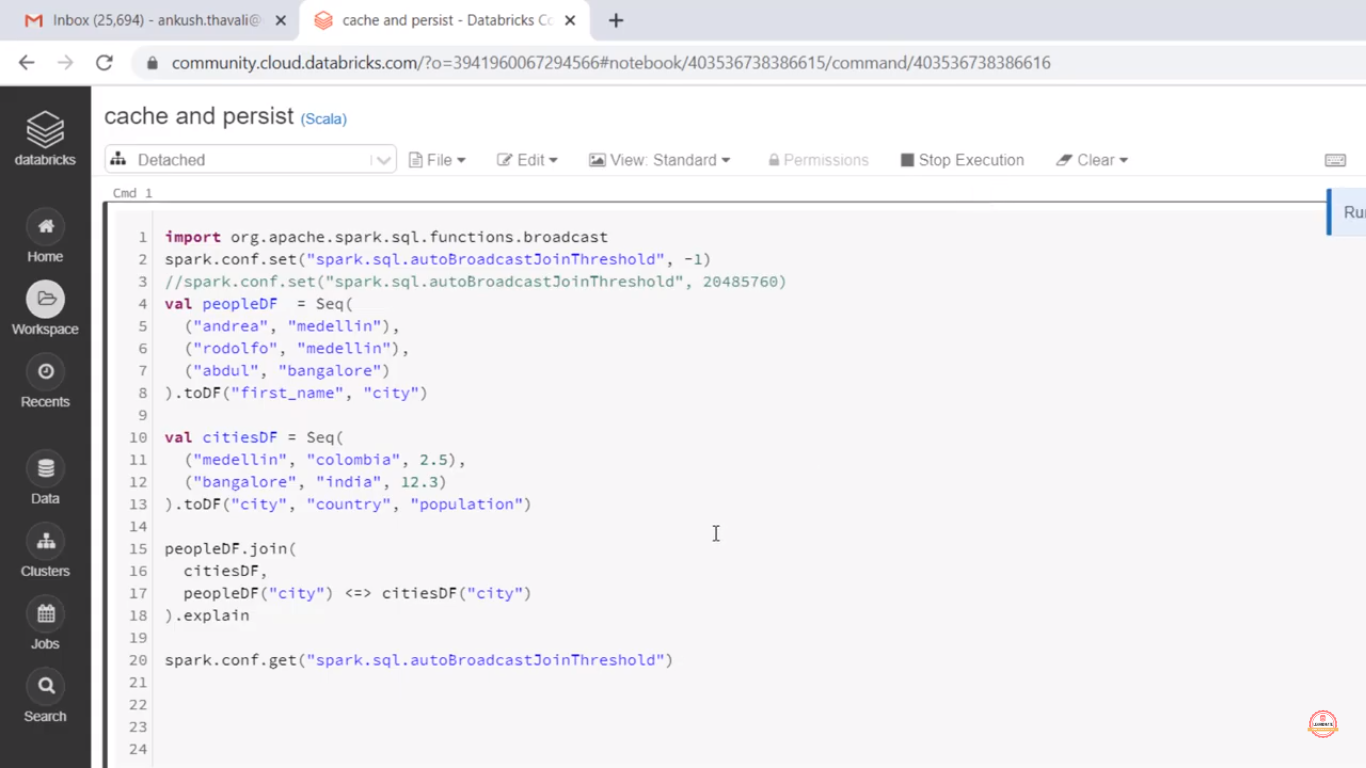 Inbox (25,694) - ankush.thavali@
cache and persist - Databricks Co
community.cloud.databricks.com/?o=3941960067294566#notebook/403536738386615/command/403536738386616
databricks
Home
Workspace
Recents
Data
Clusters
Jobs
Search
cache and persist (Scala)
Detached File Edit View: Standard Permissions Stop Execution Clear
Cmd 1
Ru
1 import org.apache.spark.sql.functions.broadcast
2 spark.conf.set("spark.sql.autoBroadcastJoinThreshold", -1)
3 //spark.conf.set("spark.sql.autoBroadcastJoinThreshold", 20485760)
4 val peopleDF  = Seq(
5   ("andrea", "medellin"),
6   ("rodolfo", "medellin"),
7   ("abdul", "bangalore")
8 ).toDF("first_name", "city")
9
10 val citiesDF = Seq(
11   ("medellin", "colombia", 2.5),
12   ("bangalore", "india", 12.3)
13 ).toDF("city", "country", "population")
14
15 peopleDF.join(
16   citiesDF,
17   peopleDF("city") <=> citiesDF("city")
18 ).explain
19
20 spark.conf.get("spark.sql.autoBroadcastJoinThreshold")
21
22
23
24